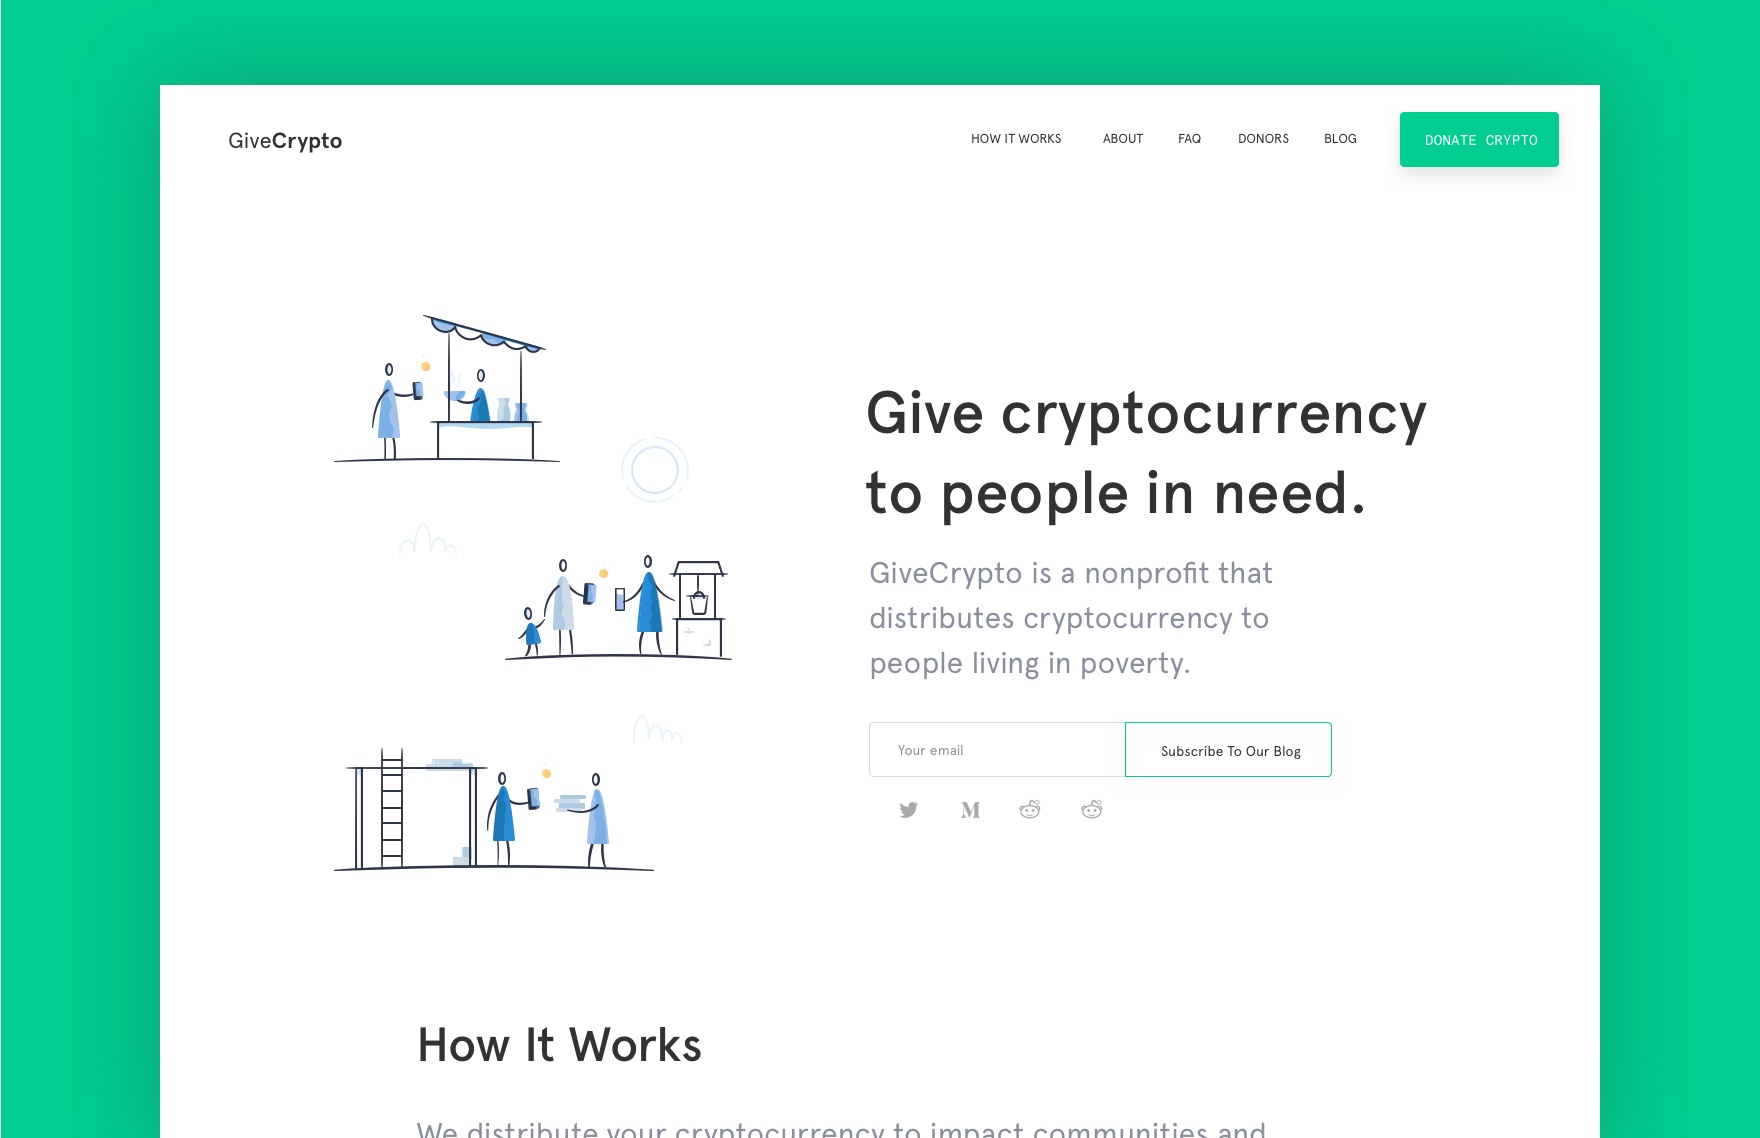 GiveCrypto
HOW IT WORKS
ABOUT
FAQ
DONORS
BLOG
DONATE CRYPTO
Give cryptocurrency
to people in need.
GiveCrypto is a nonprofit that
distributes cryptocurrency to
people living in poverty.
Your email
Subscribe To Our Blog
How It Works
We distribute your cryptocurrency to impact communities and